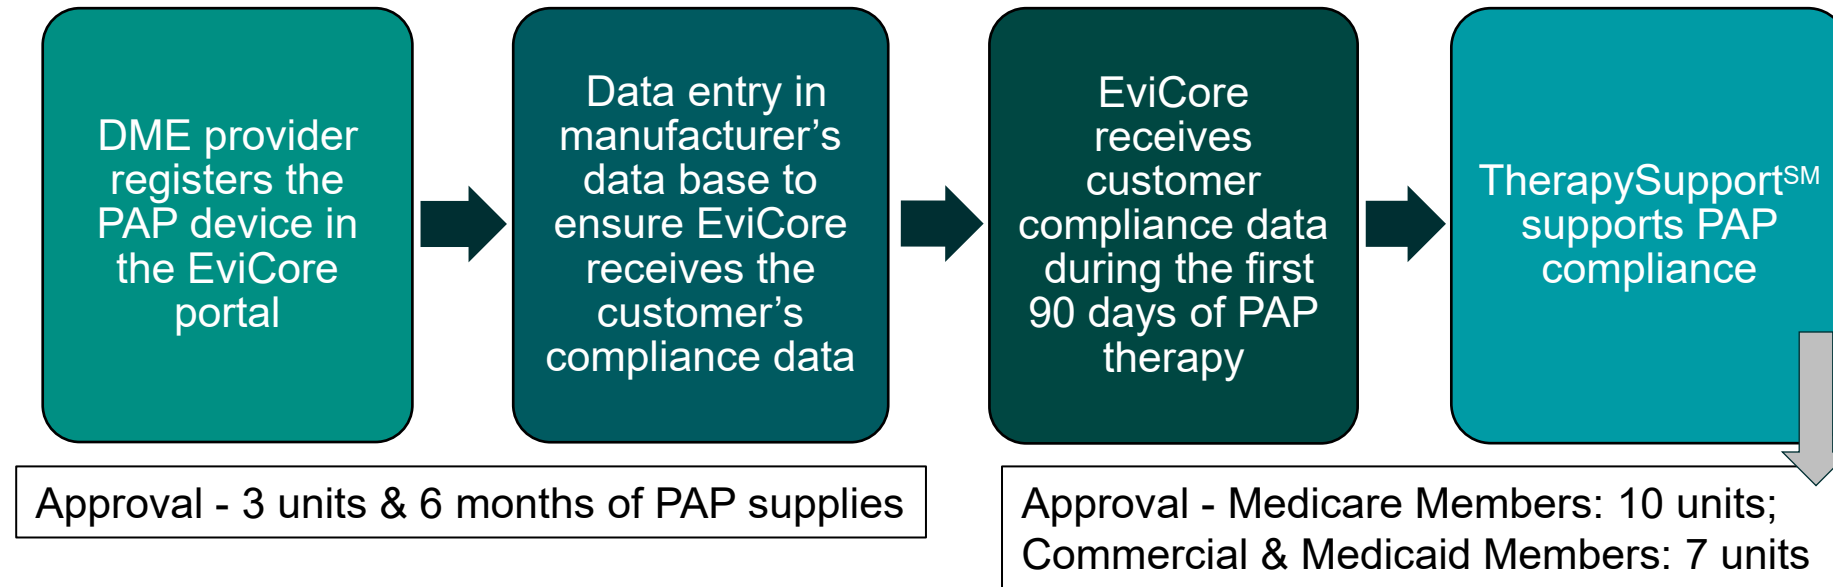 DME provider
registers the
PAP device in
the EviCore
portal
Data entry in
manufacturer’s
data base to
ensure EviCore
receives the
customer’s
compliance data
EviCore
receives
customer
compliance data
during the first
90 days of PAP
therapy
TherapySupportSM
supports PAP
compliance
Approval - 3 units & 6 months of PAP supplies
Approval - Medicare Members: 10 units;
Commercial & Medicaid Members: 7 units